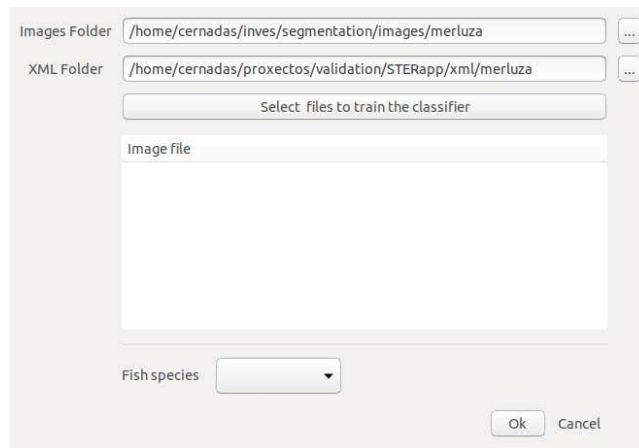 Images Folder /home/cernadas/inves/segmentation/images/merluza ...
XML Folder /home/cernadas/proxectos/validation/STERapp/xml/merluza ...
Select files to train the classifier
Image file
Fish species
Ok Cancel